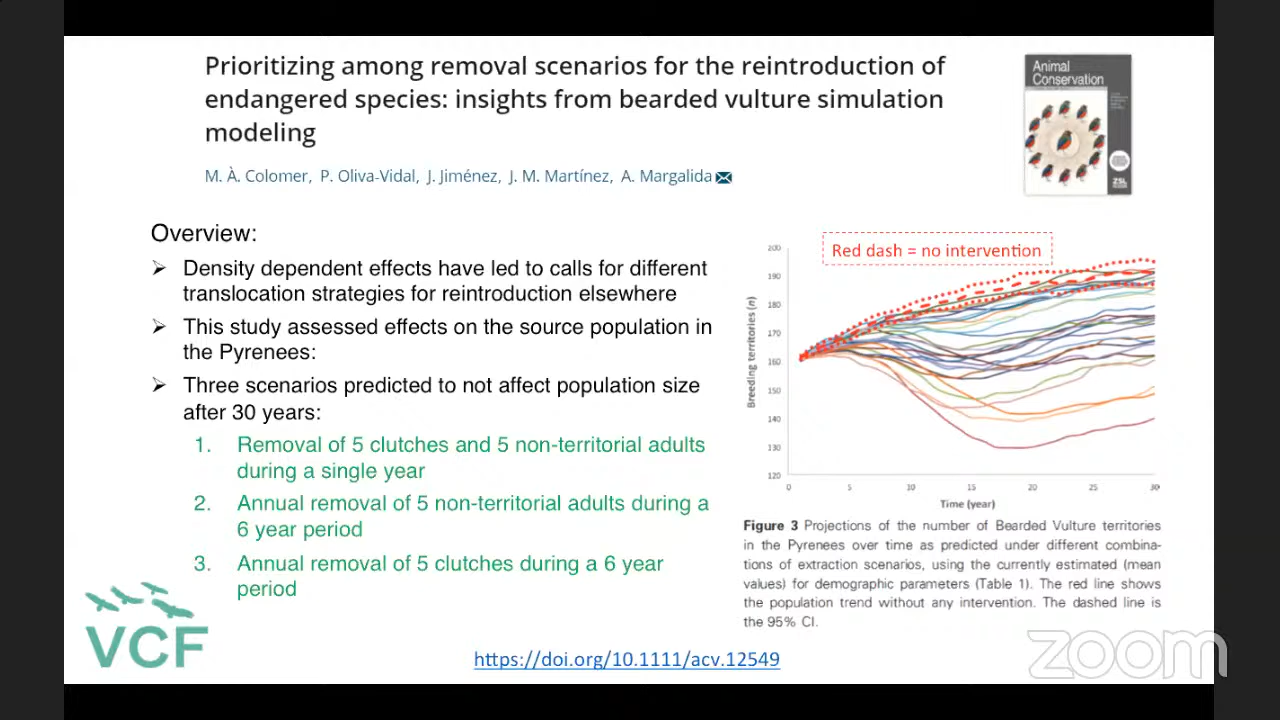 Prioritizing among removal scenarios for the reintroduction of
endangered species: insights from bearded vulture simulation
modeling
M. À. Colomer, P. Oliva-Vidal, J. Jiménez, J. M. Martínez, A. Margalida
Animal
Conservation
ZSL
Overview:
➢ Density dependent effects have led to calls for different
translocation strategies for reintroduction elsewhere
➢ This study assessed effects on the source population in
the Pyrenees:
➢ Three scenarios predicted to not affect population size
after 30 years:
1. Removal of 5 clutches and 5 non-territorial adults
during a single year
2. Annual removal of 5 non-territorial adults during a
6 year period
3. Annual removal of 5 clutches during a 6 year
period
Red dash = no intervention
Breeding territories (n)
200
190
180
170
160
150
140
130
120
0 5 10 15 20 25 30
Time (year)
Figure 3 Projections of the number of Bearded Vulture territories
in the Pyrenees over time as predicted under different combina-
tions of extraction scenarios, using the currently estimated (mean
values) for demographic parameters (Table 1). The red line shows
the population trend without any intervention. The dashed line is
the 95% CI.
VCF
https://doi.org/10.1111/acv.12549
zoom